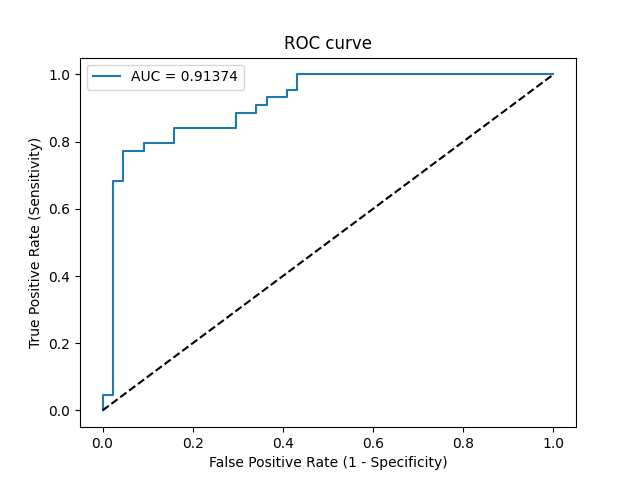 ROC curve
AUC = 0.91374
1.0
0.8
0.6
0.4
0.2
0.0
True Positive Rate (Sensitivity)
0.0 0.2 0.4 0.6 0.8 1.0
False Positive Rate (1 - Specificity)